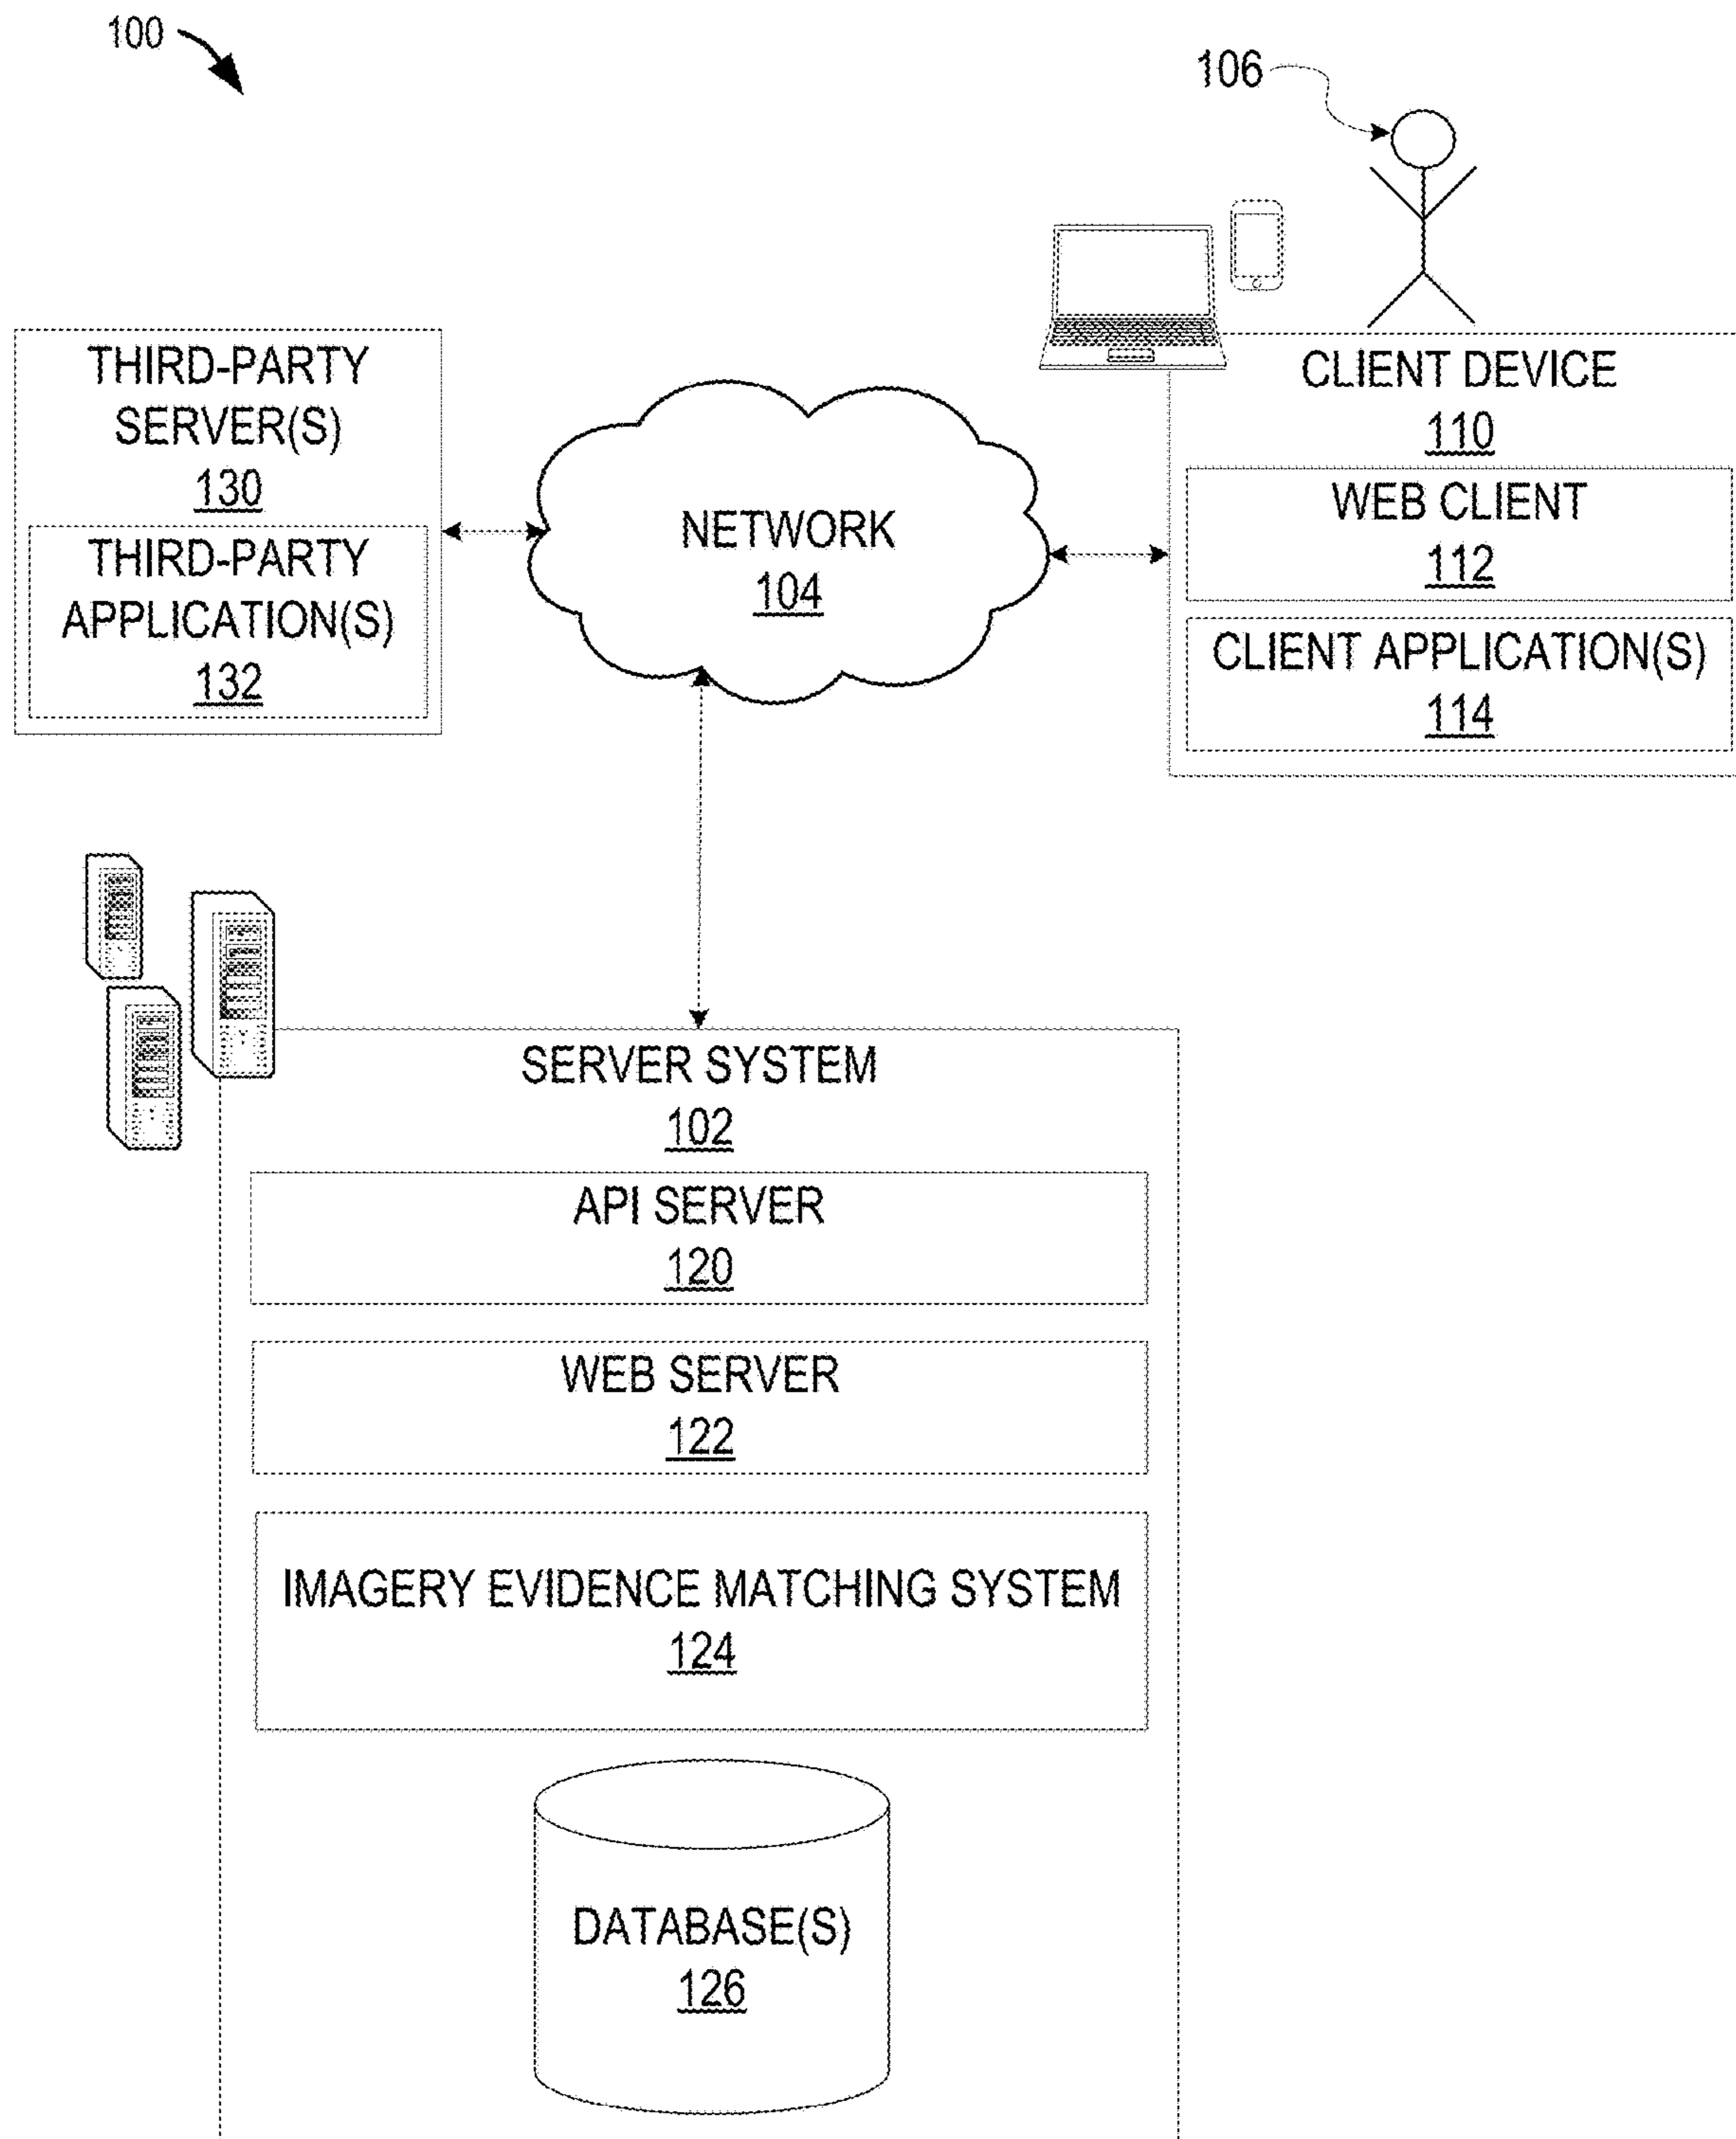 100
106
THIRD-PARTY
SERVER(S)
130
THIRD-PARTY
APPLICATION(S)
132
NETWORK
104
CLIENT DEVICE
110
WEB CLIENT
112
CLIENT APPLICATION(S)
114
SERVER SYSTEM
102
API SERVER
120
WEB SERVER
122
IMAGERY EVIDENCE MATCHING SYSTEM
124
DATABASE(S)
126